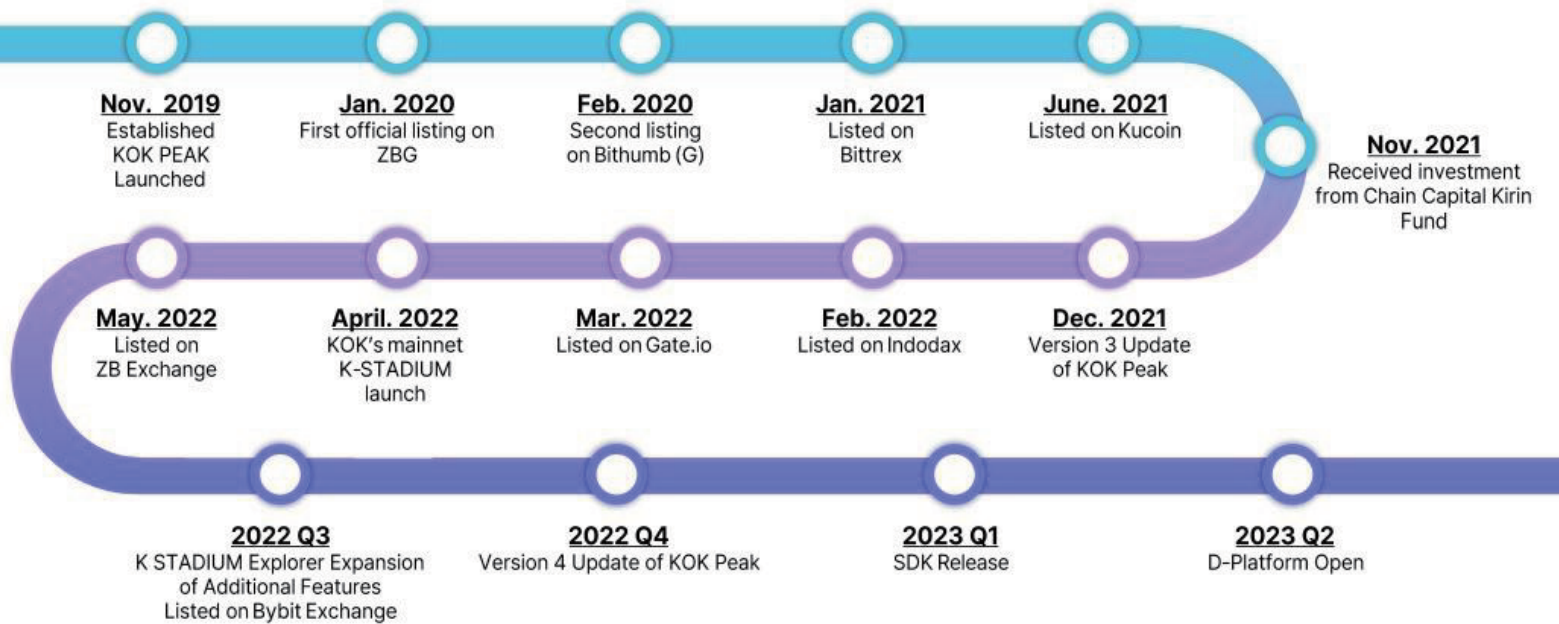 Nov. 2019
Established
KOK PEAK
Launched
Jan. 2020
First official listing on
ZBG
Feb. 2020
Second listing
on Bithumb (G)
Jan. 2021
Listed on
Bittrex
June. 2021
Listed on Kucoin
Nov. 2021
Received investment
from Chain Capital Kirin
Fund
Dec. 2021
Version 3 Update
of KOK Peak
Feb. 2022
Listed on Indodax
Mar. 2022
Listed on Gate.io
April. 2022
KOK's mainnet
K-STADIUM
launch
May. 2022
Listed on
ZB Exchange
2022 Q3
K STADIUM Explorer Expansion
of Additional Features
Listed on Bybit Exchange
2022 Q4
Version 4 Update of KOK Peak
2023 Q1
SDK Release
2023 Q2
D-Platform Open